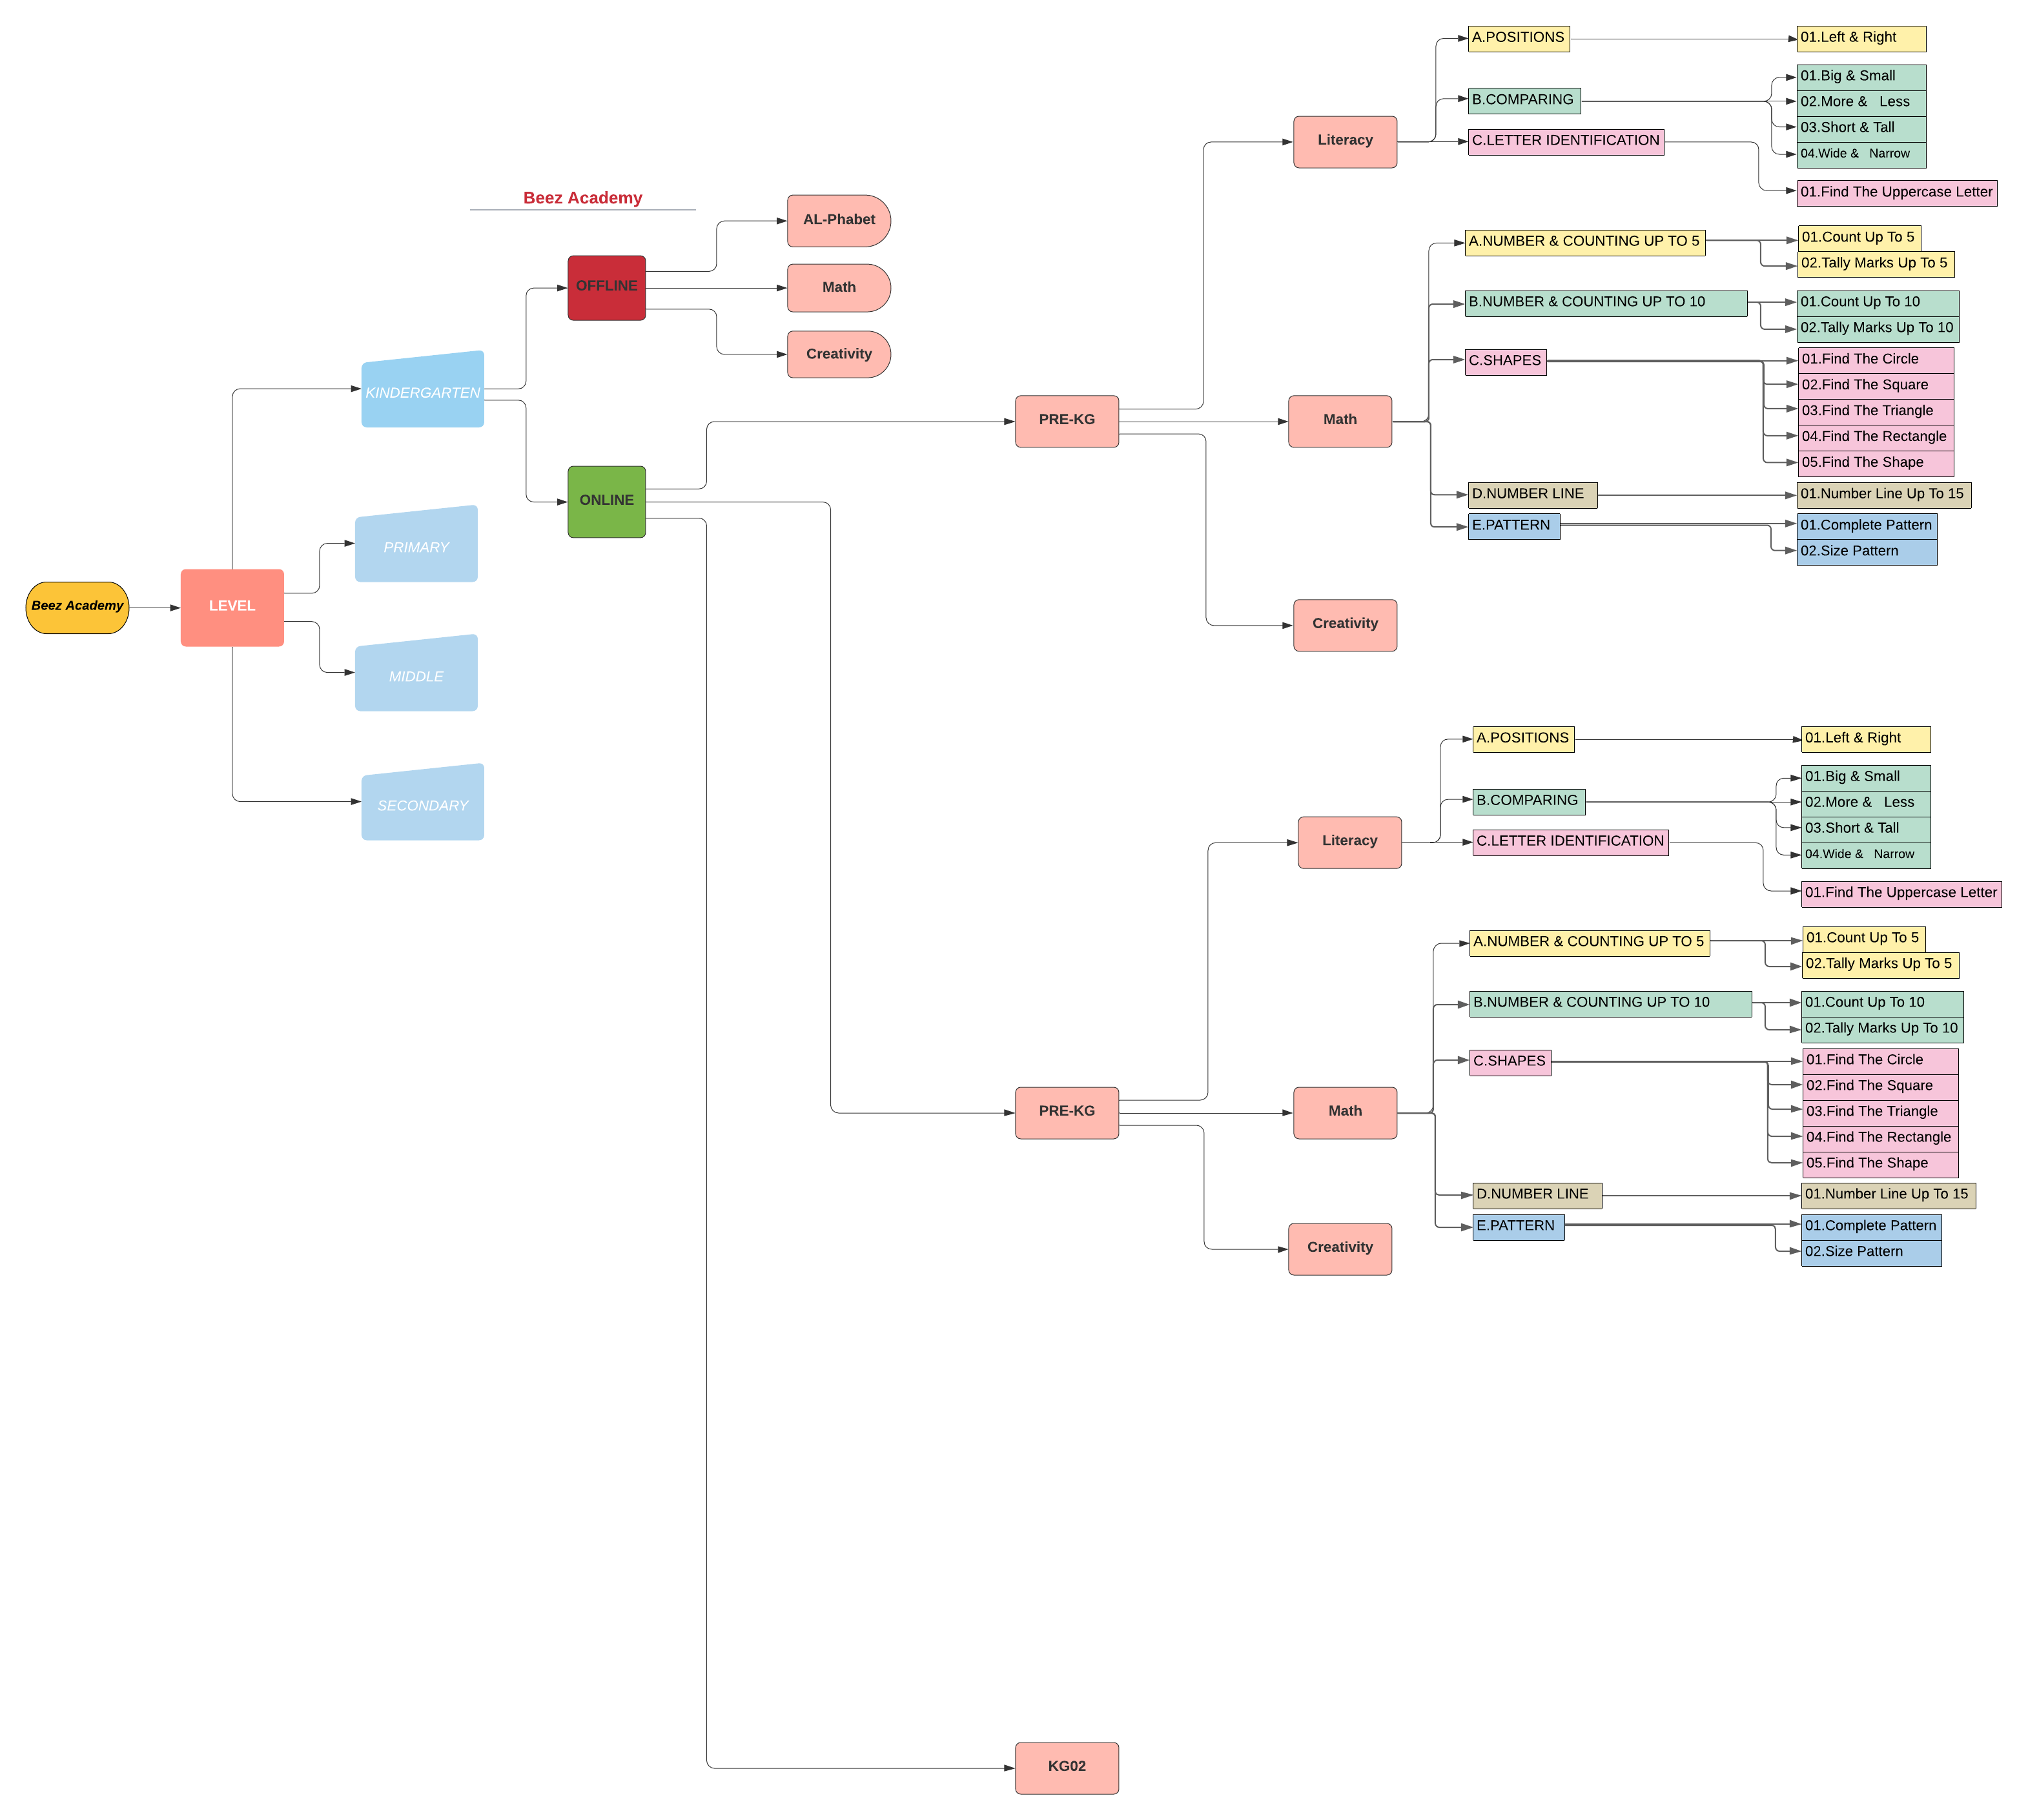 Beez Academy
Beez Academy
LEVEL
KINDERGARTEN
PRIMARY
MIDDLE
SECONDARY
OFFLINE
ONLINE
AL-Phabet
Math
Creativity
PRE-KG
Literacy
A.POSITIONS
01.Left & Right
B.COMPARING
01.Big & Small
02.More &   Less
03.Short & Tall
04.Wide &   Narrow
C.LETTER IDENTIFICATION
01.Find The Uppercase Letter
Math
A.NUMBER & COUNTING UP TO 5
01.Count Up To 5
02.Tally Marks Up To 5
B.NUMBER & COUNTING UP TO 10
01.Count Up To 10
02.Tally Marks Up To 10
C.SHAPES
01.Find The Circle
02.Find The Square
03.Find The Triangle
04.Find The Rectangle
05.Find The Shape
D.NUMBER LINE
01.Number Line Up To 15
E.PATTERN
01.Complete Pattern
02.Size Pattern
Creativity
PRE-KG
Literacy
A.POSITIONS
01.Left & Right
B.COMPARING
01.Big & Small
02.More &   Less
03.Short & Tall
04.Wide &   Narrow
C.LETTER IDENTIFICATION
01.Find The Uppercase Letter
Math
A.NUMBER & COUNTING UP TO 5
01.Count Up To 5
02.Tally Marks Up To 5
B.NUMBER & COUNTING UP TO 10
01.Count Up To 10
02.Tally Marks Up To 10
C.SHAPES
01.Find The Circle
02.Find The Square
03.Find The Triangle
04.Find The Rectangle
05.Find The Shape
D.NUMBER LINE
01.Number Line Up To 15
E.PATTERN
01.Complete Pattern
02.Size Pattern
Creativity
KG02